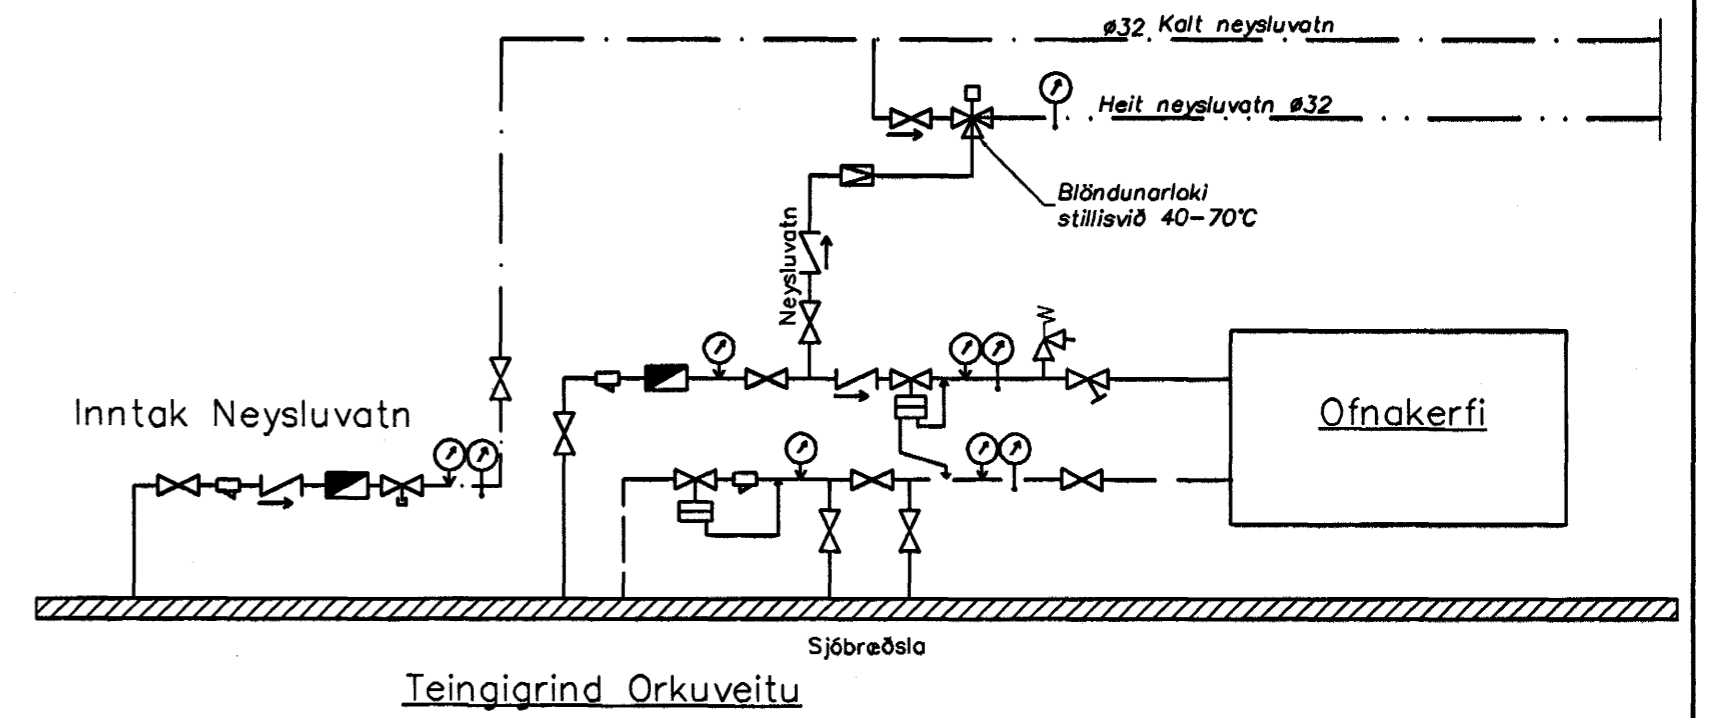 ø32 Kalt neysluvatn
Heit neysluvatn ø32
Blöndunarloki
stillisvið 40-70°C
Neysluvatn
Inntak Neysluvatn
Ofnakerfi
Sjóbræðsla
Teingigrind Orkuveitu